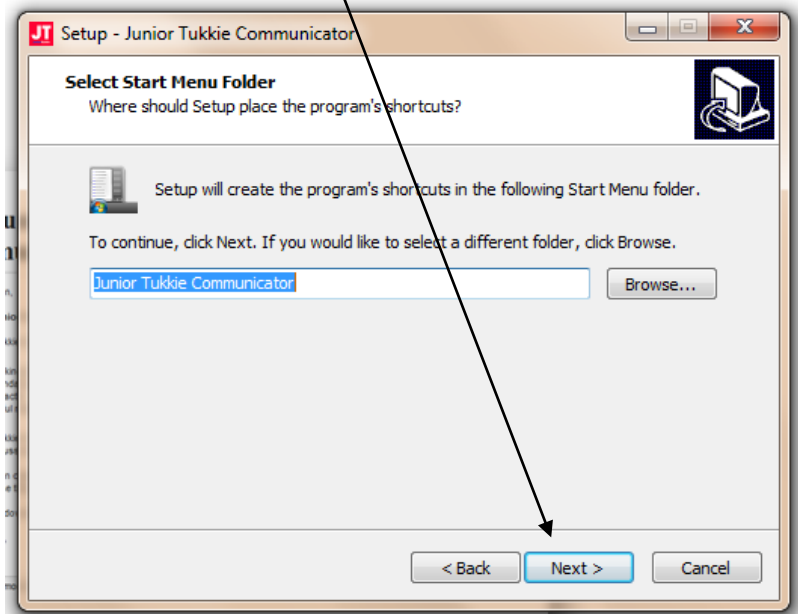 JT Setup - Junior Tukkie Communicator
Select Start Menu Folder
Where should Setup place the program's shortcuts?
Setup will create the program's shortcuts in the following Start Menu folder.
To continue, click Next. If you would like to select a different folder, click Browse.
Junior Tukkie Communicator
Browse...
< Back
Next >
Cancel